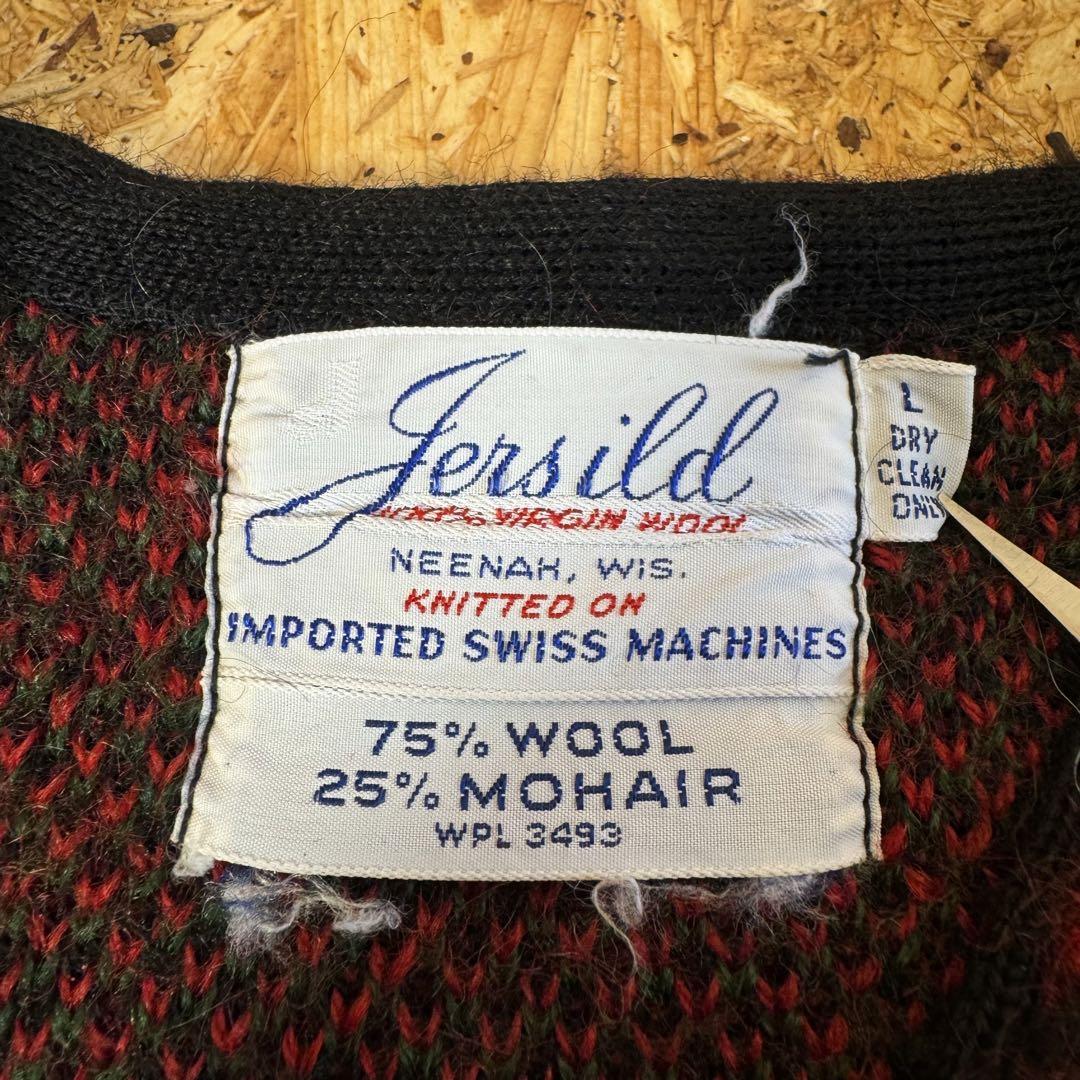 Jersild
100% VIRGIN WOOL
NEENAH, WIS.
KNITTED ON
IMPORTED SWISS MACHINES
75% WOOL
25% MOHAIR
WPL 3493
L
DRY
CLEAN
ONLY